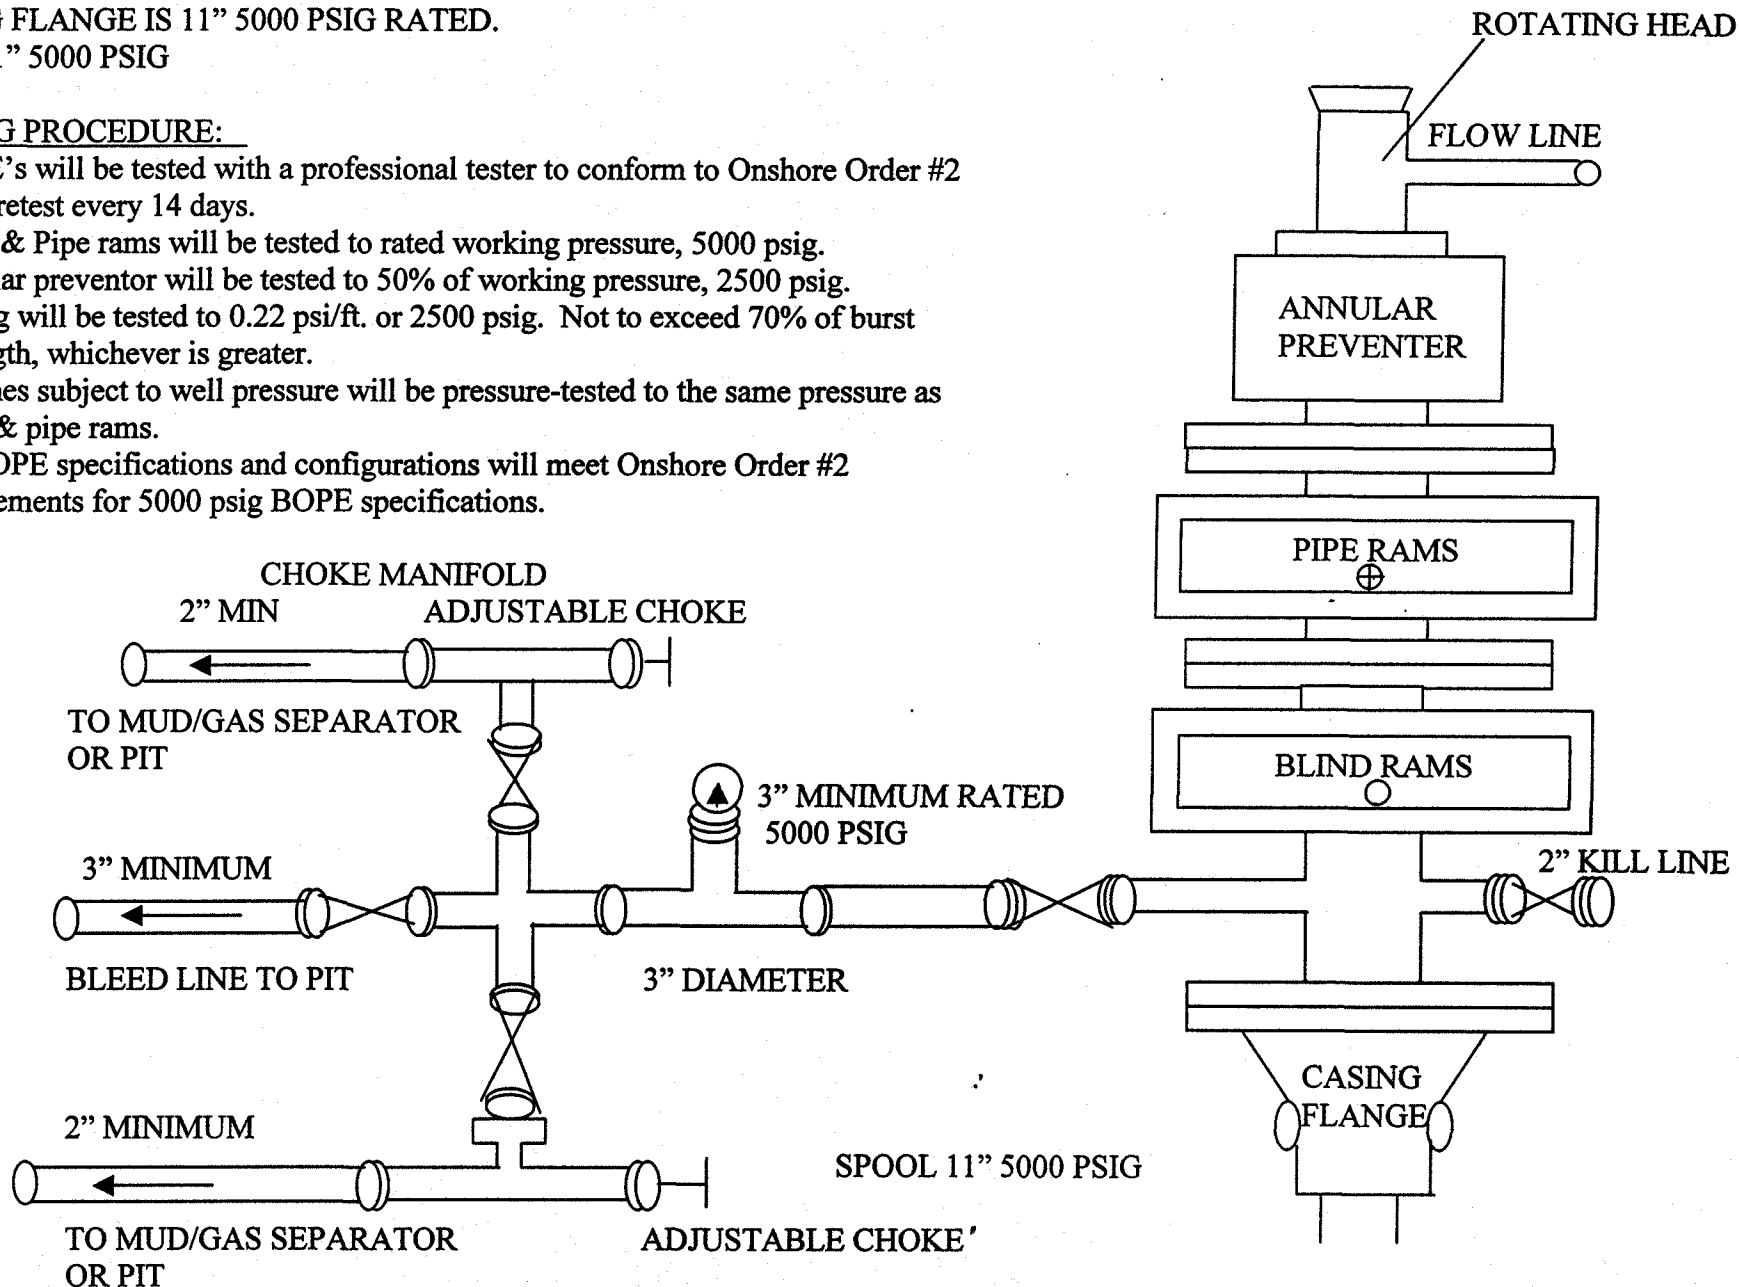 FLANGE IS 11” 5000 PSIG RATED.
” 5000 PSIG
G PROCEDURE:
E’s will be tested with a professional tester to conform to Onshore Order #2
retest every 14 days.
& Pipe rams will be tested to rated working pressure, 5000 psig.
ar preventor will be tested to 50% of working pressure, 2500 psig.
g will be tested to 0.22 psi/ft. or 2500 psig. Not to exceed 70% of burst
gth, whichever is greater.
nes subject to well pressure will be pressure-tested to the same pressure as
& pipe rams.
OPE specifications and configurations will meet Onshore Order #2
ements for 5000 psig BOPE specifications.
ROTATING HEAD
FLOW LINE
ANNULAR
PREVENTER
PIPE RAMS
BLIND RAMS
2” KILL LINE
CASING
FLANGE
CHOKE MANIFOLD
2” MIN
ADJUSTABLE CHOKE
TO MUD/GAS SEPARATOR
OR PIT
3” MINIMUM RATED
5000 PSIG
3” MINIMUM
BLEED LINE TO PIT
3” DIAMETER
2” MINIMUM
SPOOL 11” 5000 PSIG
TO MUD/GAS SEPARATOR
OR PIT
ADJUSTABLE CHOKE